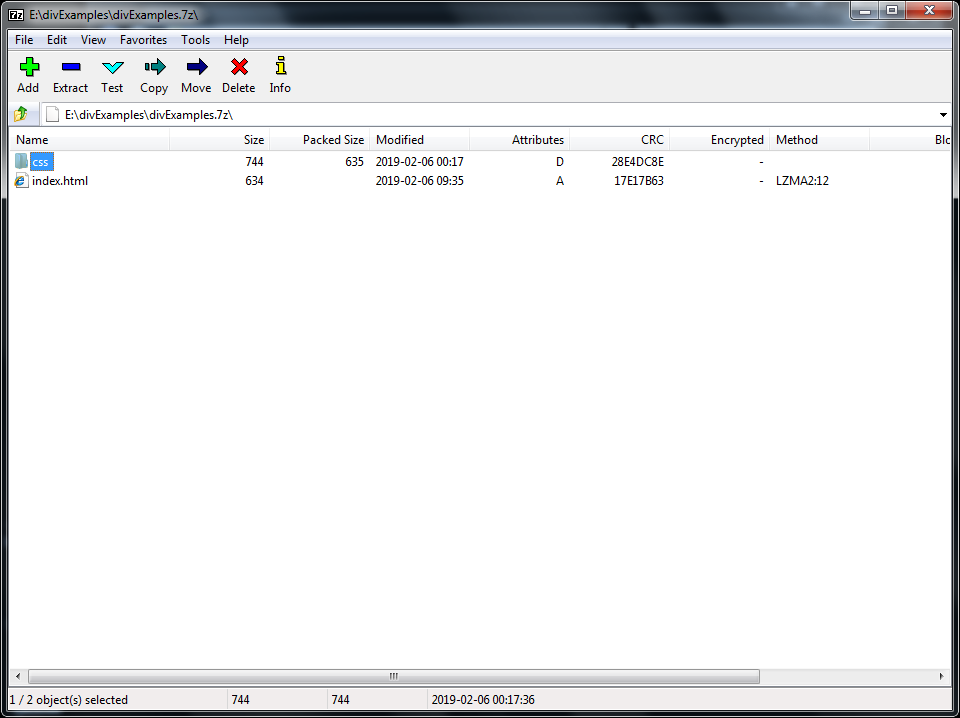 7z E:\divExamples\divExamples.7z\
File Edit View Favorites Tools Help
Add Extract Test Copy Move Delete Info
E:\divExamples\divExamples.7z\
Name Size Packed Size Modified Attributes CRC Encrypted Method Blc
css 744 635 2019-02-06 00:17 D 28E4DC8E -
index.html 634 2019-02-06 09:35 A 17E17B63 - LZMA2:12
1 / 2 object(s) selected 744 744 2019-02-06 00:17:36